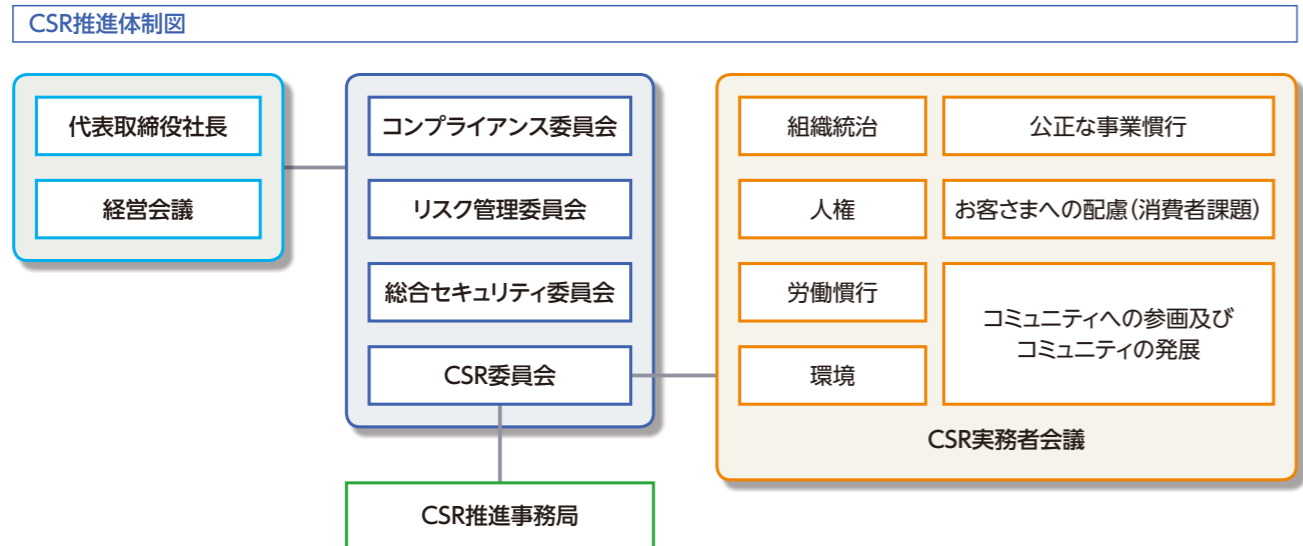 CSR推進体制図
代表取締役社長
経営会議
コンプライアンス委員会
リスク管理委員会
総合セキュリティ委員会
CSR委員会
CSR推進事務局
組織統治
公正な事業慣行
人権
お客さまへの配慮(消費者課題)
労働慣行
環境
コミュニティへの参画及び
コミュニティの発展
CSR実務者会議